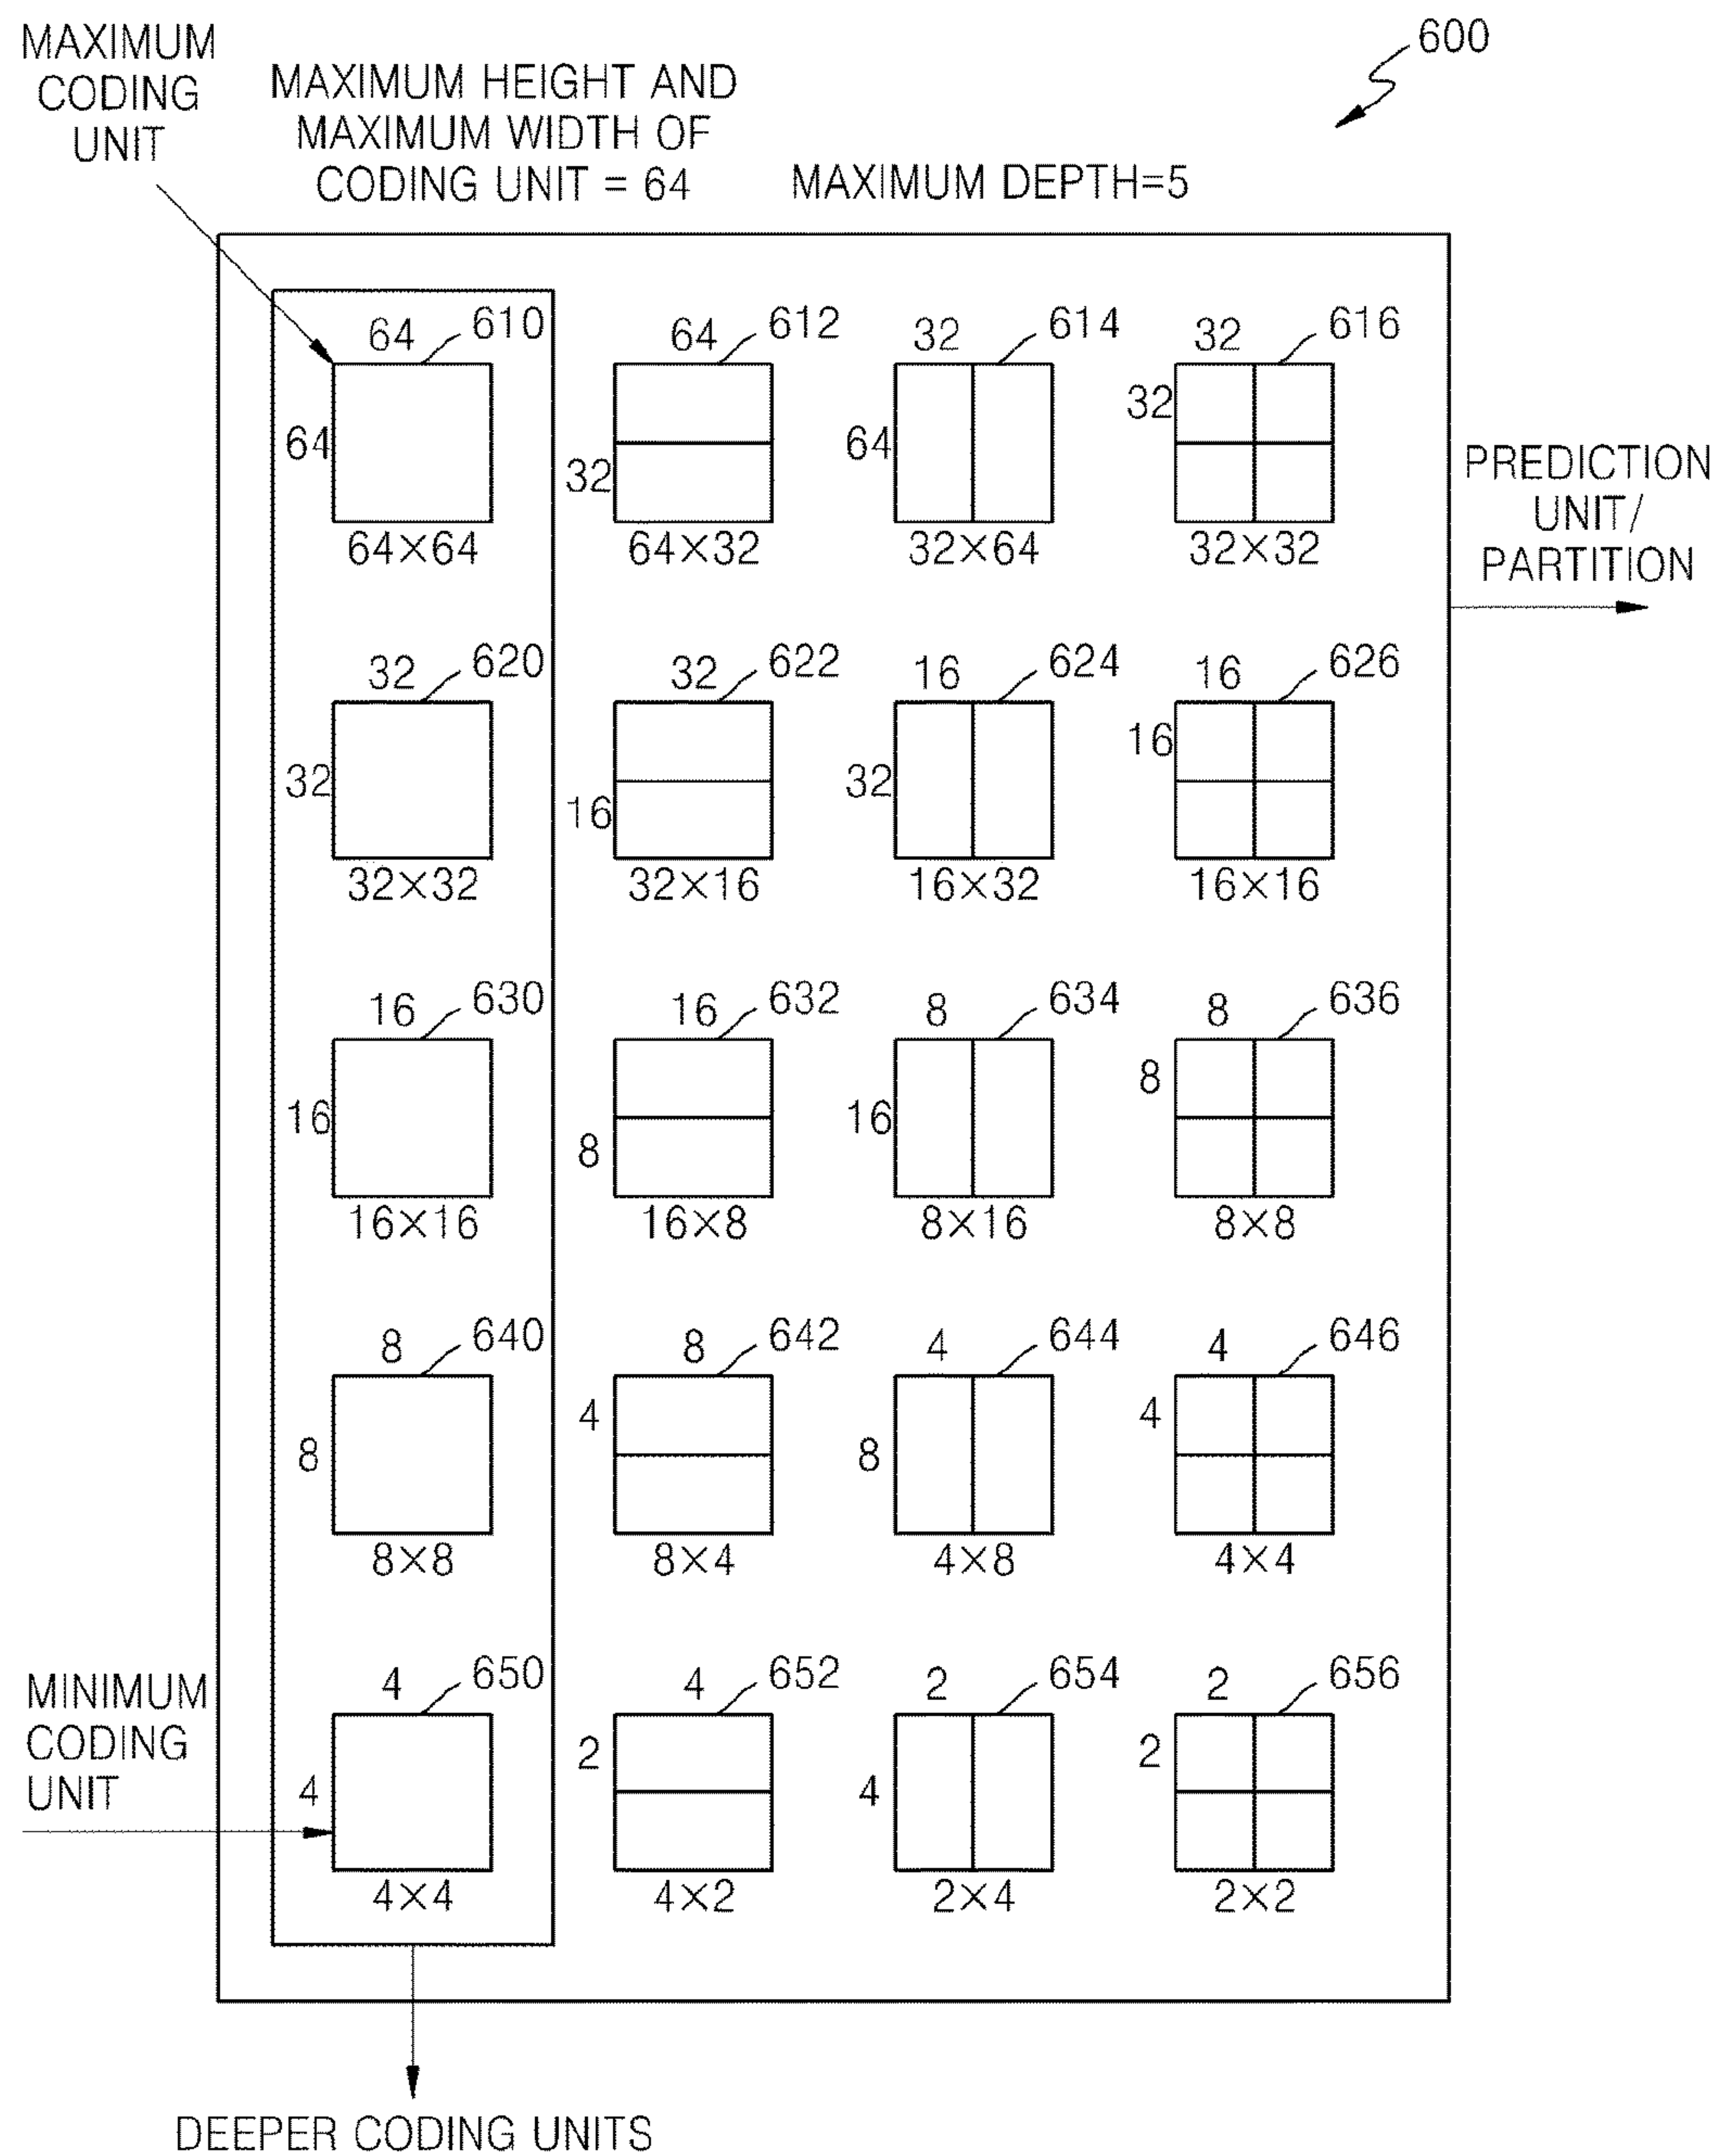 600
MAXIMUM
CODING
UNIT
MAXIMUM HEIGHT AND
MAXIMUM WIDTH OF
CODING UNIT = 64
MAXIMUM DEPTH=5
64 610 64 612 32 614 32 616
64 32 64 32
64×64 64×32 32×64 32×32
PREDICTION
UNIT/
PARTITION
32 620 32 622 16 624 16 626
32 16 32 16
32×32 32×16 16×32 16×16
16 630 16 632 8 634 8 636
16 8 16 8
16×16 16×8 8×16 8×8
8 640 8 642 4 644 4 646
8 4 8 4
8×8 8×4 4×8 4×4
MINIMUM
CODING
UNIT
4 650 4 652 2 654 2 656
4 2 4 2
4×4 4×2 2×4 2×2
DEEPER CODING UNITS